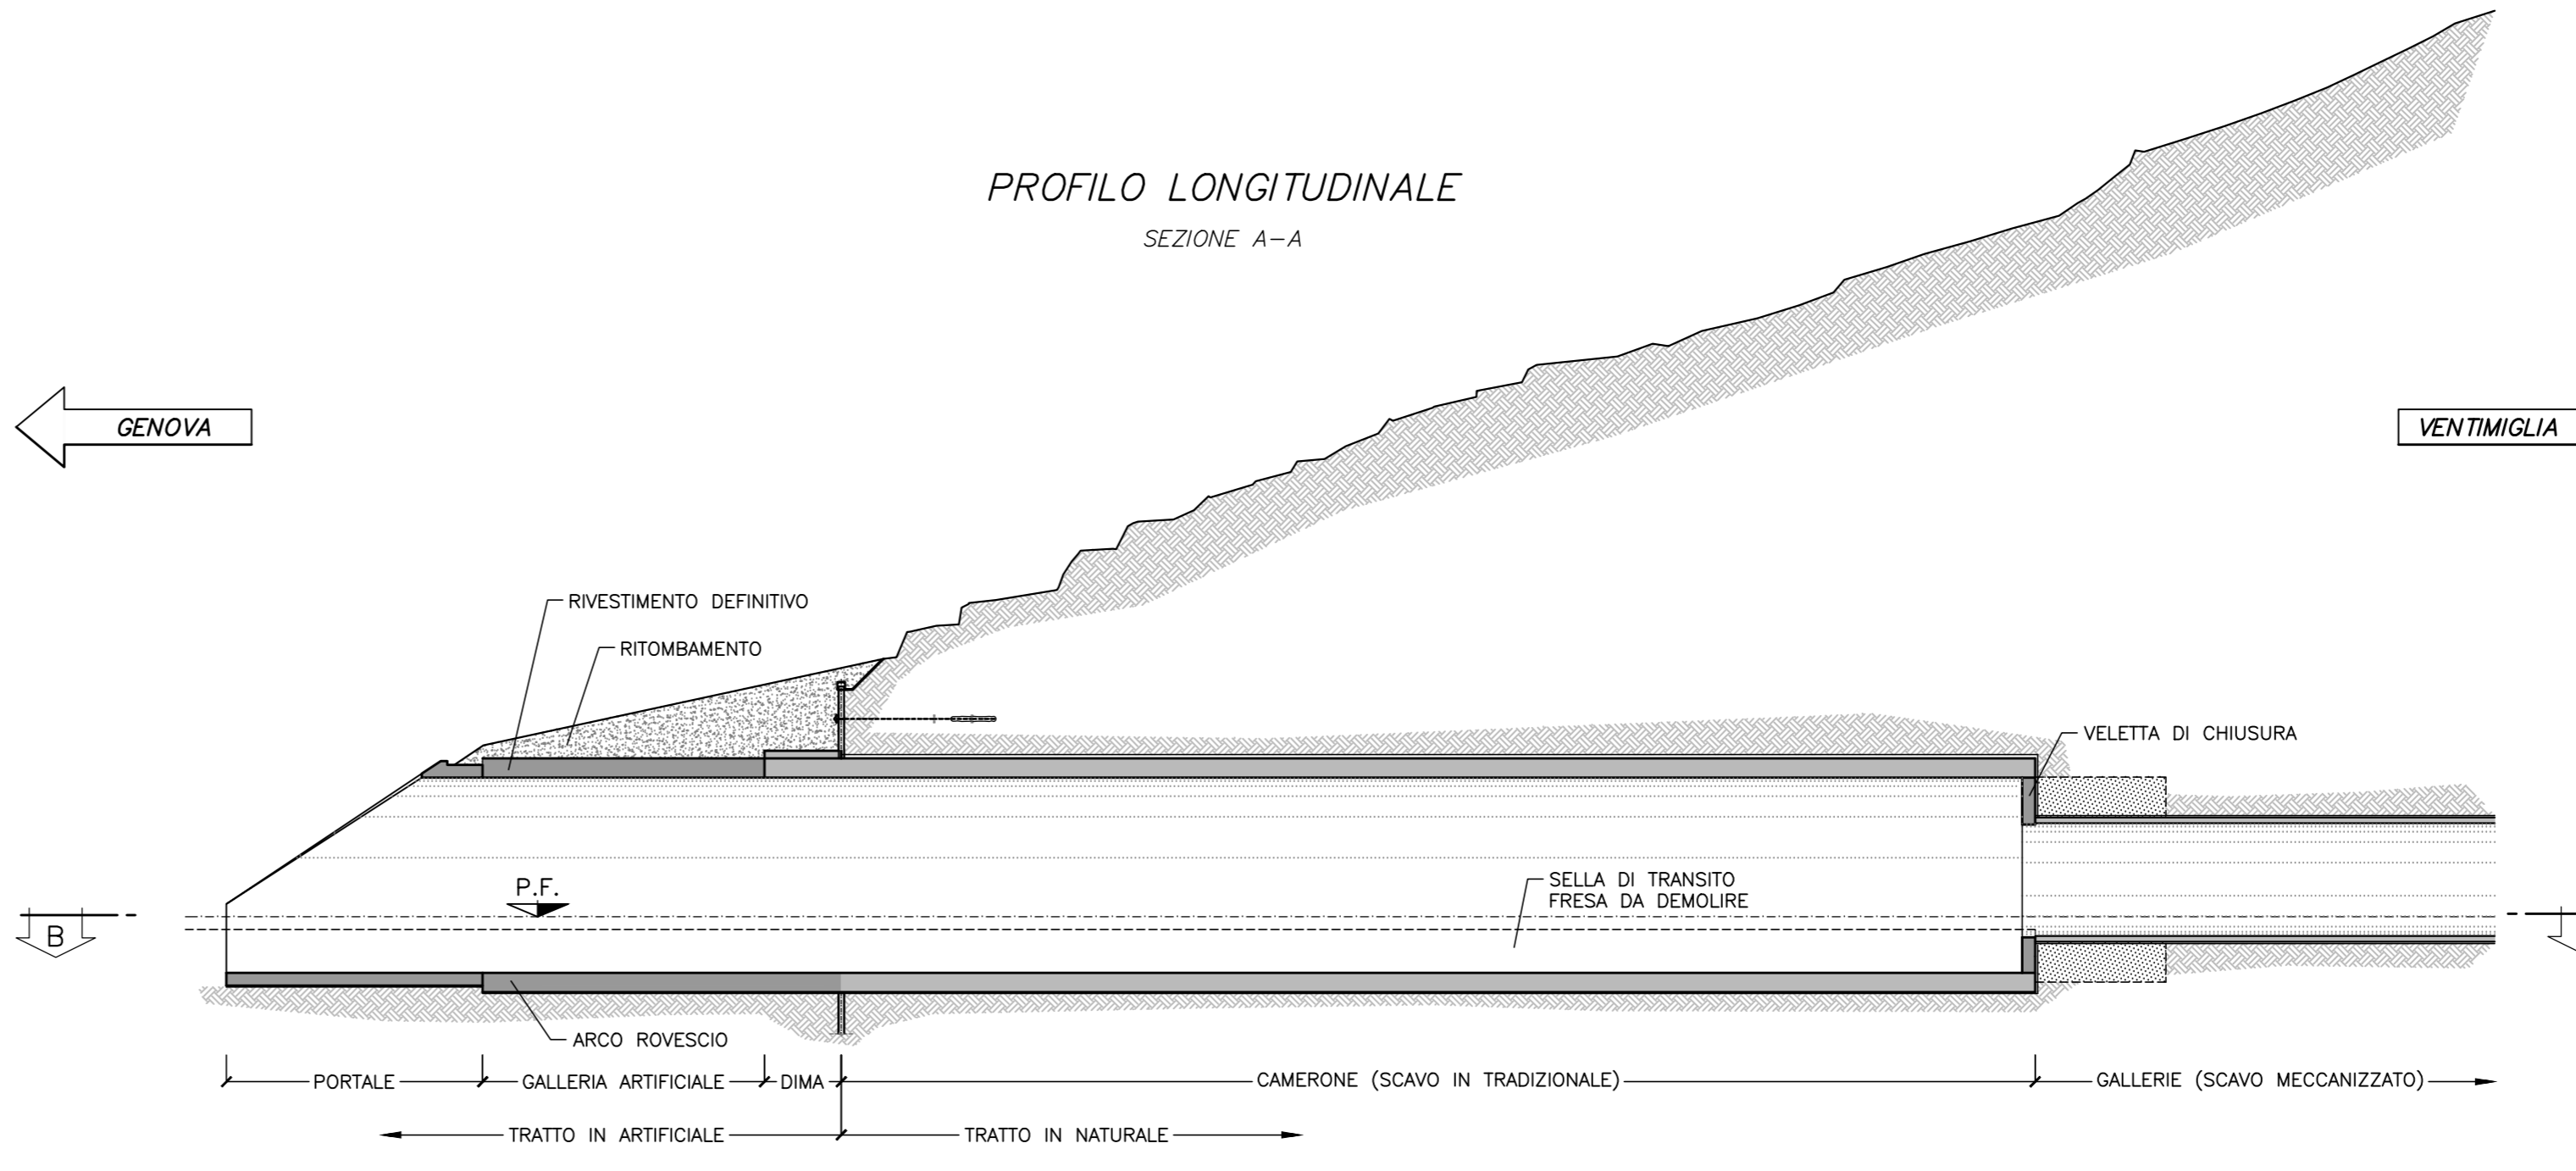 PROFILO LONGITUDINALE
SEZIONE A-A
GENOVA
VENTIMIGLIA
RIVESTIMENTO DEFINITIVO
RITOMBAMENTO
VELETTA DI CHIUSURA
P.F.
SELLA DI TRANSITO
FRESA DA DEMOLIRE
B
ARCO ROVESCIO
PORTALE
GALLERIA ARTIFICIALE
DIMA
CAMERONE (SCAVO IN TRADIZIONALE)
GALLERIE (SCAVO MECCANIZZATO)
TRATTO IN ARTIFICIALE
TRATTO IN NATURALE